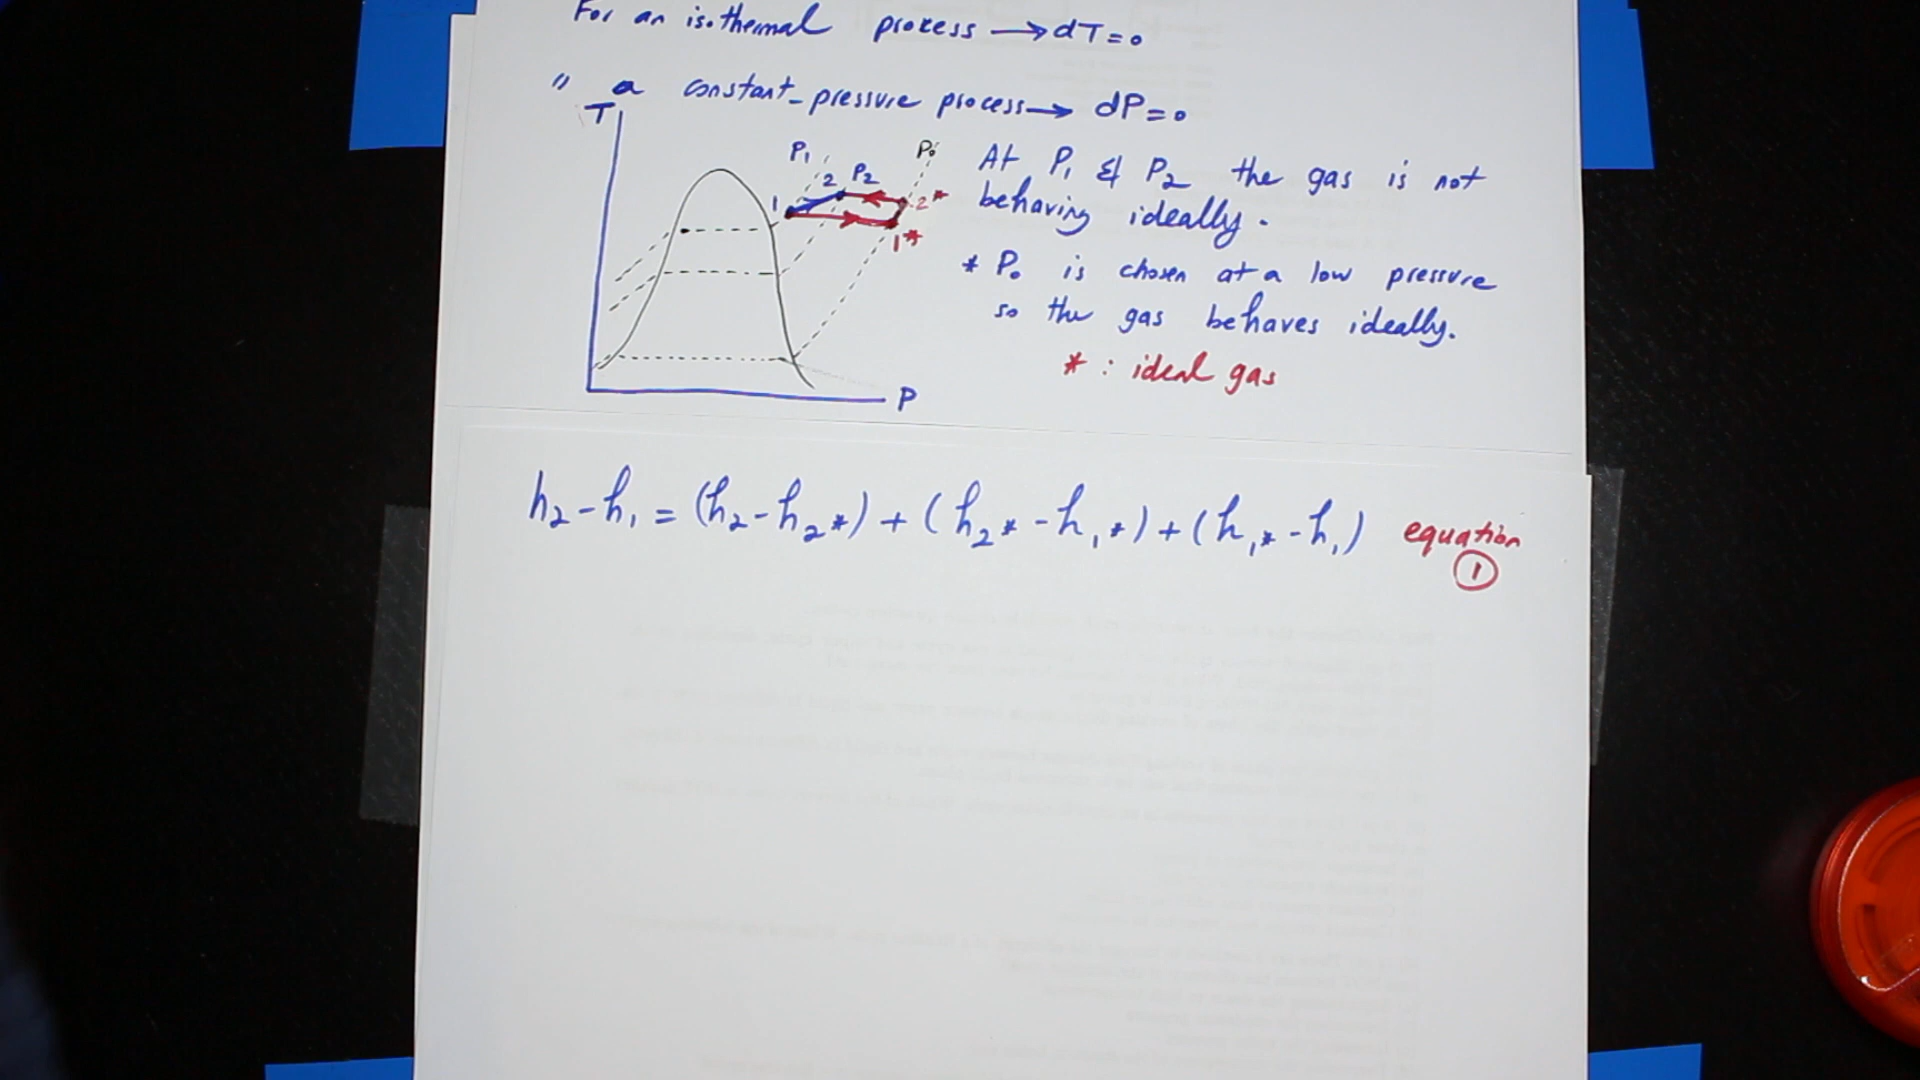 For an isothermal process → dT=0
" a constant-pressure process → dP=0
T
P₁ 2 P₂ P₀
1 2*
1*
P
At P₁ & P₂ the gas is not
behaving ideally.
* P₀ is chosen at a low pressure
so the gas behaves ideally.
* : ideal gas
h₂-h₁ = (h₂-h₂*) + (h₂*-h₁*) + (h₁*-h₁) equation
①